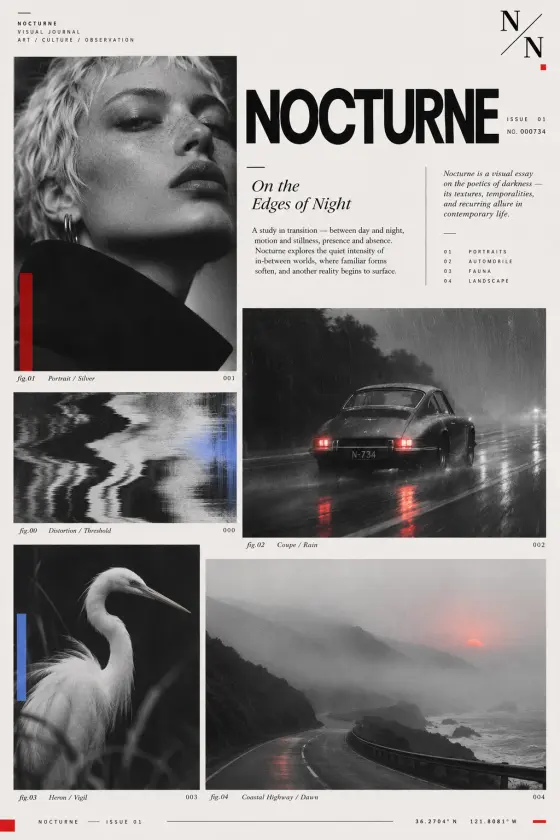 NOCTURNE
VISUAL JOURNAL
ART / CULTURE / OBSERVATION
N/N
NOCTURNE
ISSUE 01
NO. 000734
On the
Edges of Night
A study in transition — between day and night,
motion and stillness, presence and absence.
Nocturne explores the quiet intensity of
in-between worlds, where familiar forms
soften, and another reality begins to surface.
Nocturne is a visual essay
on the poetics of darkness —
its textures, temporalities,
and recurring allure in
contemporary life.
01 PORTRAITS
02 AUTOMOBILE
03 FAUNA
04 LANDSCAPE
fig.01 Portrait / Silver 001
N-734
fig.00 Distortion / Threshold 000
fig.02 Coupe / Rain 002
fig.03 Heron / Vigil 003
fig.04 Coastal Highway / Dawn 004
NOCTURNE — ISSUE 01
36.2704° N 121.8081° W